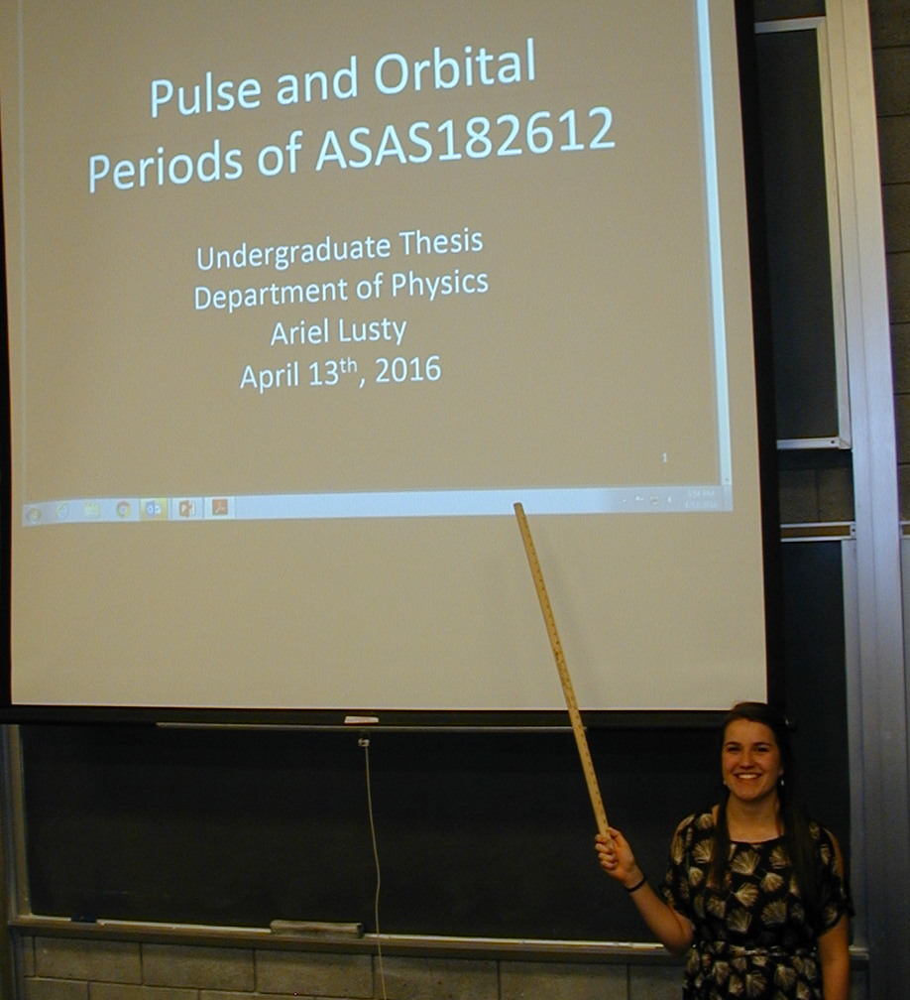 Pulse and Orbital
Periods of ASAS182612
Undergraduate Thesis
Department of Physics
Ariel Lusty
April 13th, 2016
1